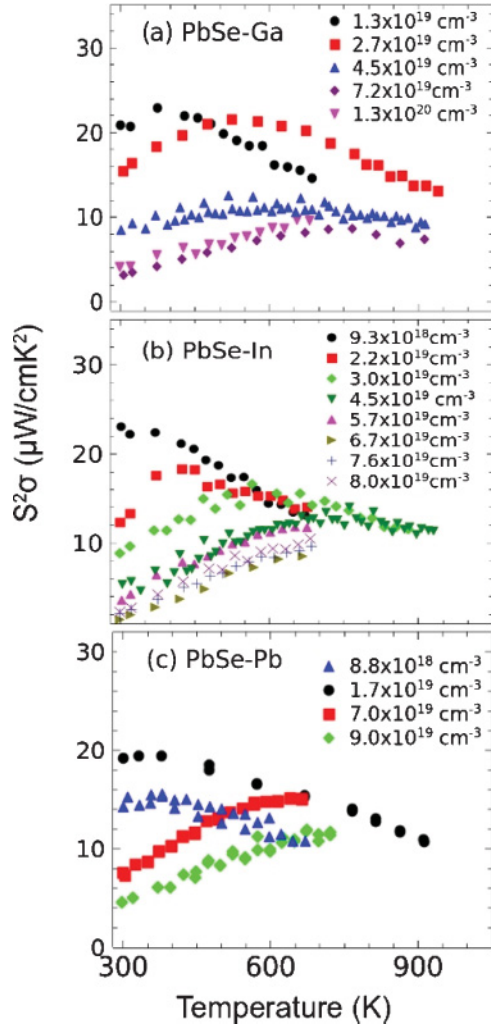 (a) PbSe-Ga
1.3x10¹⁹ cm⁻³
2.7x10¹⁹ cm⁻³
4.5x10¹⁹ cm⁻³
7.2x10¹⁹cm⁻³
1.3x10²⁰ cm⁻³
30
20
10
0
(b) PbSe-In
9.3x10¹⁸cm⁻³
2.2x10¹⁹cm⁻³
3.0x10¹⁹cm⁻³
4.5x10¹⁹ cm⁻³
5.7x10¹⁹cm⁻³
6.7x10¹⁹cm⁻³
7.6x10¹⁹cm⁻³
8.0x10¹⁹cm⁻³
30
20
10
S²σ (μW/cmK²)
(c) PbSe-Pb
8.8x10¹⁸ cm⁻³
1.7x10¹⁹ cm⁻³
7.0x10¹⁹ cm⁻³
9.0x10¹⁹ cm⁻³
30
20
10
0
300 600 900
Temperature (K)